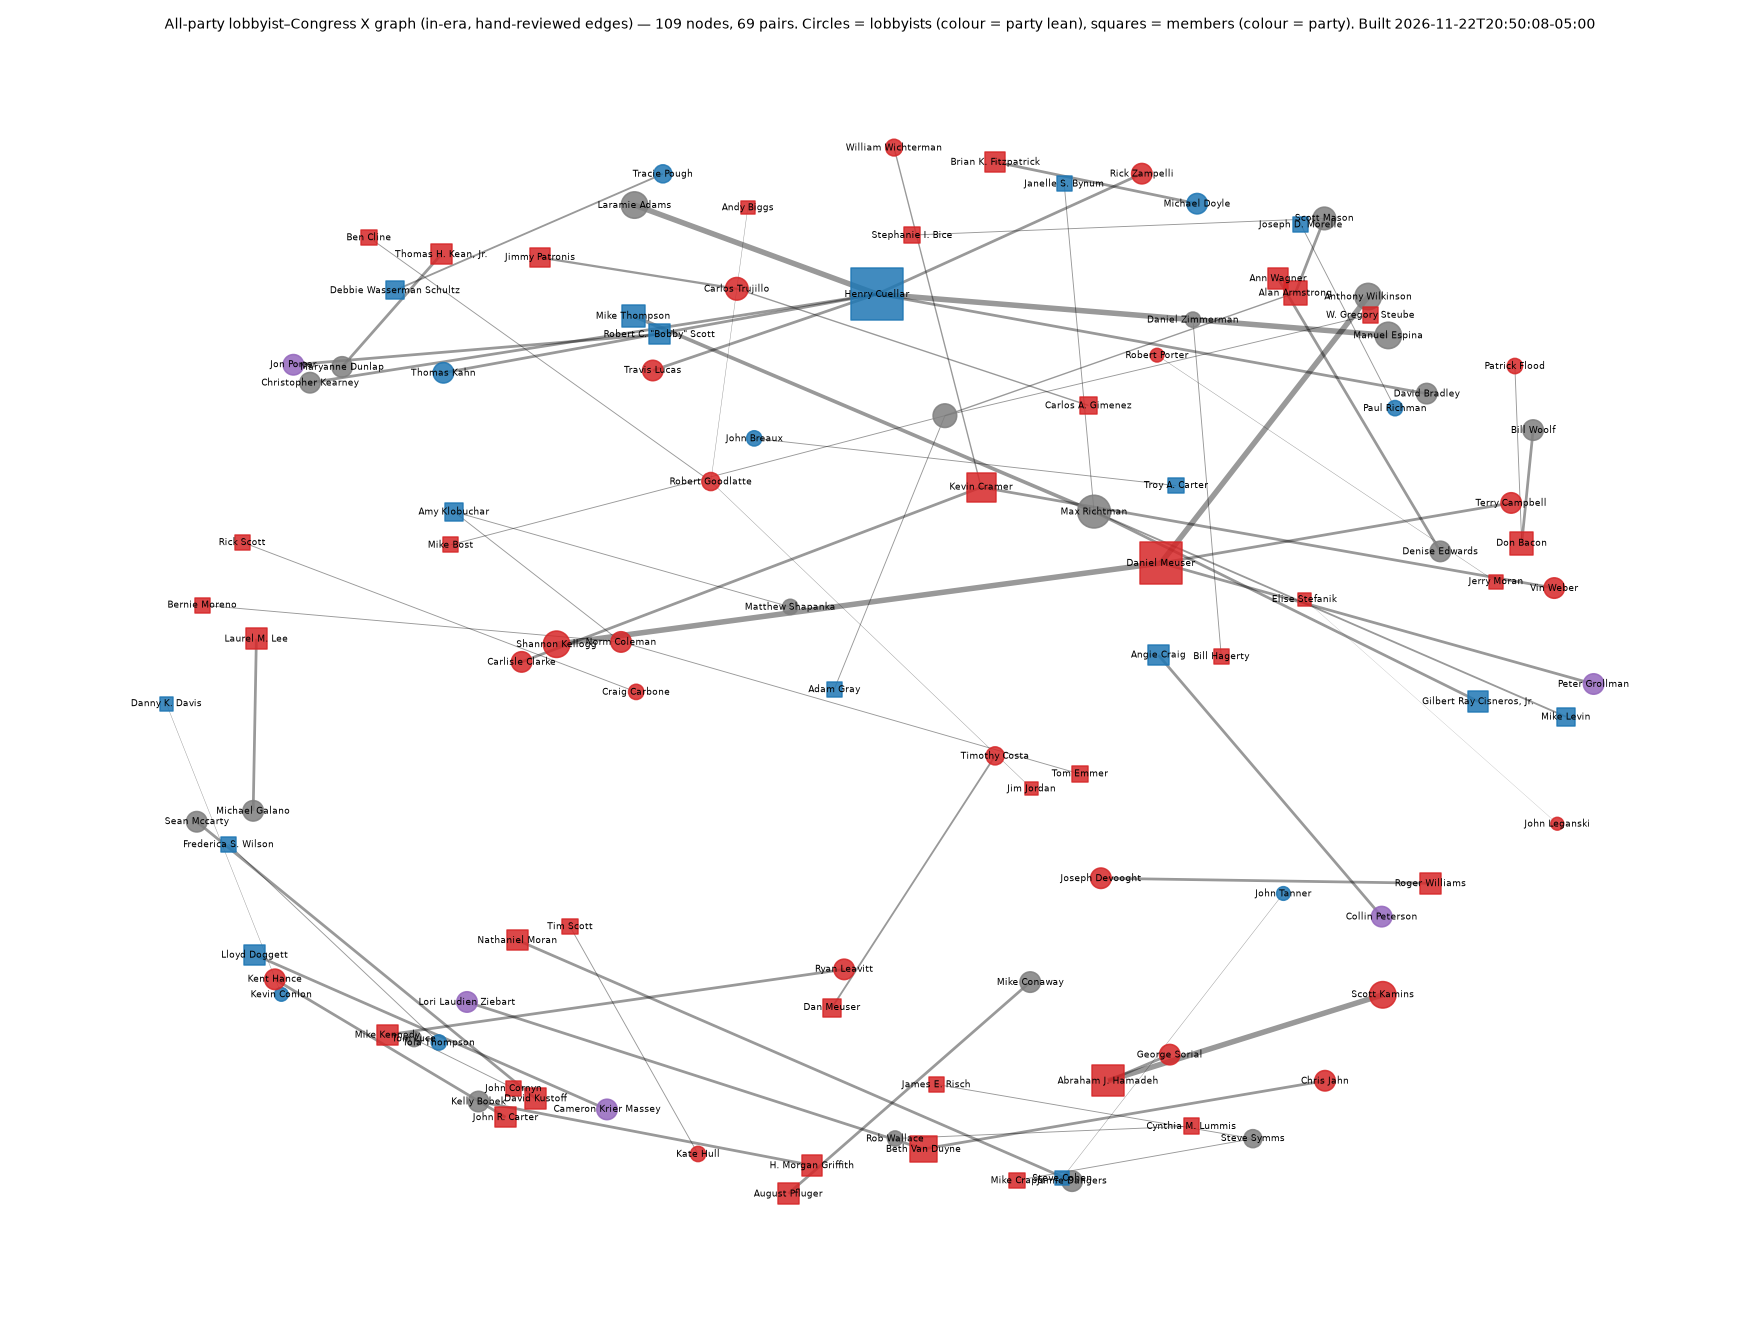 All-party lobbyist–Congress X graph (in-era, hand-reviewed edges) — 109 nodes, 69 pairs. Circles = lobbyists (colour = party lean), squares = members (colour = party). Built 2026-11-22T20:50:08-05:00
William Wichterman
Brian K. Fitzpatrick
Tracie Pough
Rick Zampelli
Janelle S. Bynum
Laramie Adams
Andy Biggs
Michael Doyle
Scott Mason
Joseph D. Morelle
Ben Cline
Stephanie I. Bice
Thomas H. Kean, Jr.
Jimmy Patronis
Ann Wagner
Debbie Wasserman Schultz
Carlos Trujillo
Henry Cuellar
Alan Armstrong
Anthony Wilkinson
Mike Thompson
W. Gregory Steube
Daniel Zimmerman
Robert C. "Bobby" Scott
Manuel Espina
Robert Porter
Jon Porter
Maryanne Dunlap
Patrick Flood
Christopher Kearney
Thomas Kahn
Travis Lucas
David Bradley
Carlos A. Gimenez
Paul Richman
Bill Woolf
John Breaux
Robert Goodlatte
Kevin Cramer
Troy A. Carter
Terry Campbell
Amy Klobuchar
Max Richtman
Rick Scott
Mike Bost
Don Bacon
Denise Edwards
Daniel Meuser
Jerry Moran
Vin Weber
Elise Stefanik
Bernie Moreno
Matthew Shapanka
Laurel M. Lee
Shannon Kellogg
Norm Coleman
Carlisle Clarke
Angie Craig
Bill Hagerty
Peter Grollman
Craig Carbone
Adam Gray
Danny K. Davis
Gilbert Ray Cisneros, Jr.
Mike Levin
Timothy Costa
Tom Emmer
Jim Jordan
Michael Galano
Sean Mccarty
John Leganski
Frederica S. Wilson
Joseph Devooght
Roger Williams
John Tanner
Collin Peterson
Tim Scott
Nathaniel Moran
Lloyd Doggett
Ryan Leavitt
Kent Hance
Mike Conaway
Kevin Conlon
Scott Kamins
Lori Laudien Ziebart
Dan Meuser
Mike Kennedy
Tola Thompson
George Sorial
Abraham J. Hamadeh
Chris Jahn
James E. Risch
John Cornyn
David Kustoff
Kelly Bobek
Cameron Krier Massey
John R. Carter
Cynthia M. Lummis
Rob Wallace
Steve Symms
Beth Van Duyne
Kate Hull
H. Morgan Griffith
Mike Crapo
Steve Cohen
August Pfluger